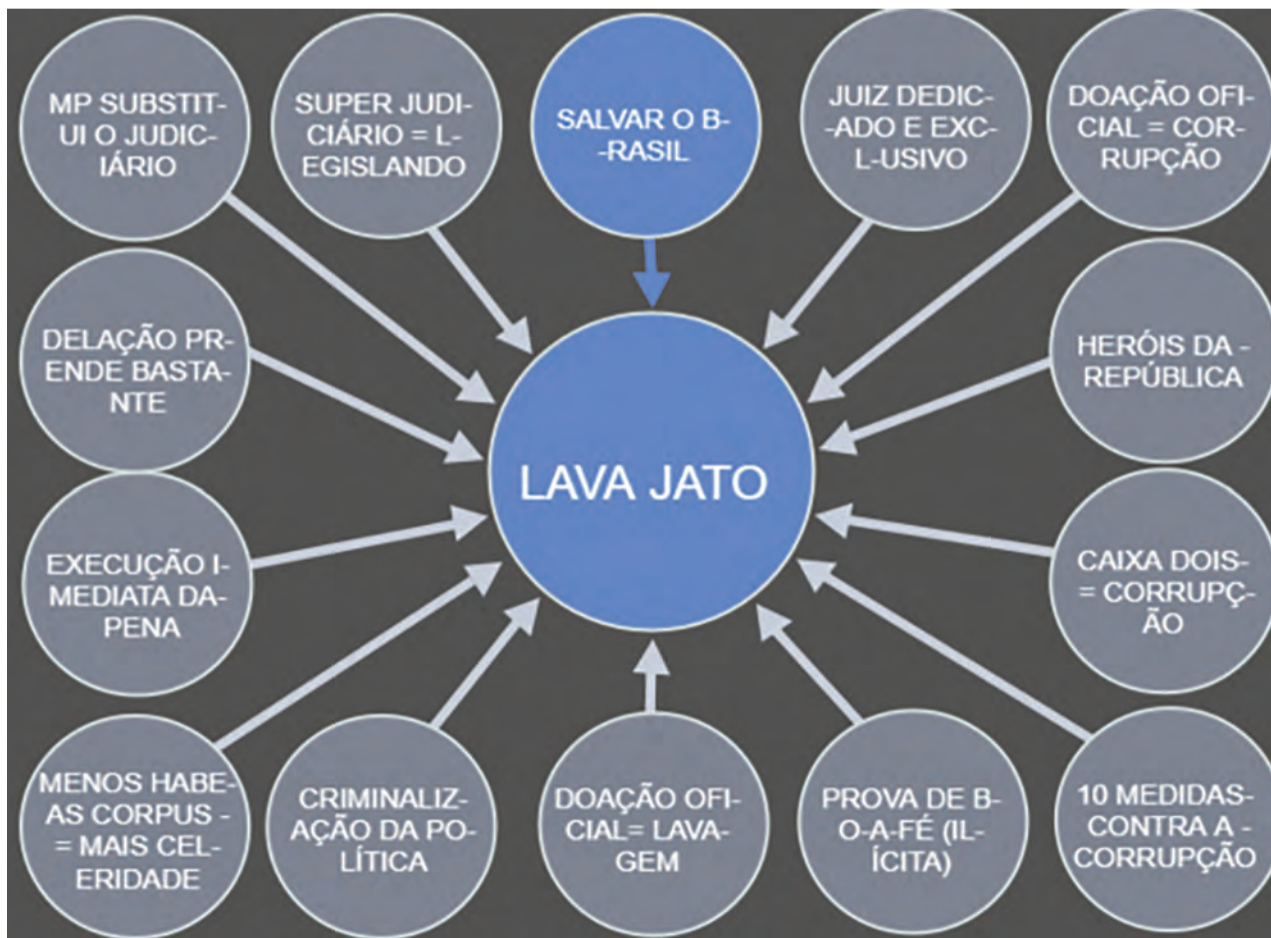 MP SUBSTIT-
UI O JUDIC-
IÁRIO
SUPER JUDI-
CIÁRIO = L-
EGISLANDO
SALVAR O B-
-RASIL
JUIZ DEDIC-
-ADO E EXC-
L-USIVO
DOAÇÃO OFI-
CIAL = COR-
RUPÇÃO
DELAÇÃO PR-
ENDE BASTA-
NTE
HERÓIS DA -
REPÚBLICA
LAVA JATO
EXECUÇÃO I-
MEDIATA DA-
PENA
CAIXA DOIS-
= CORRUPÇ-
ÃO
MENOS HABE-
AS CORPUS -
= MAIS CEL-
ERIDADE
CRIMINALIZ-
AÇÃO DA PO-
LÍTICA
DOAÇÃO OFI-
CIAL= LAVA-
GEM
PROVA DE B-
O-A-FÉ (IL-
ÍCITA)
10 MEDIDAS-
CONTRA A -
CORRUPÇÃO